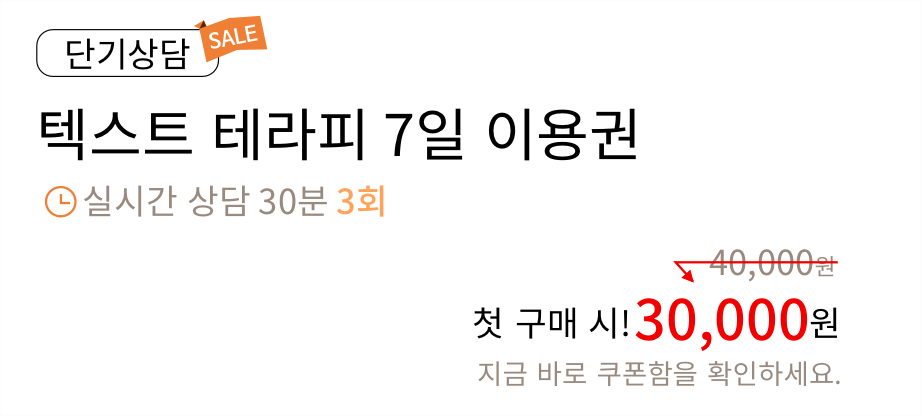 단기상담
SALE
텍스트 테라피 7일 이용권
실시간 상담 30분 3회
40,000원
첫 구매 시! 30,000원
지금 바로 쿠폰함을 확인하세요.